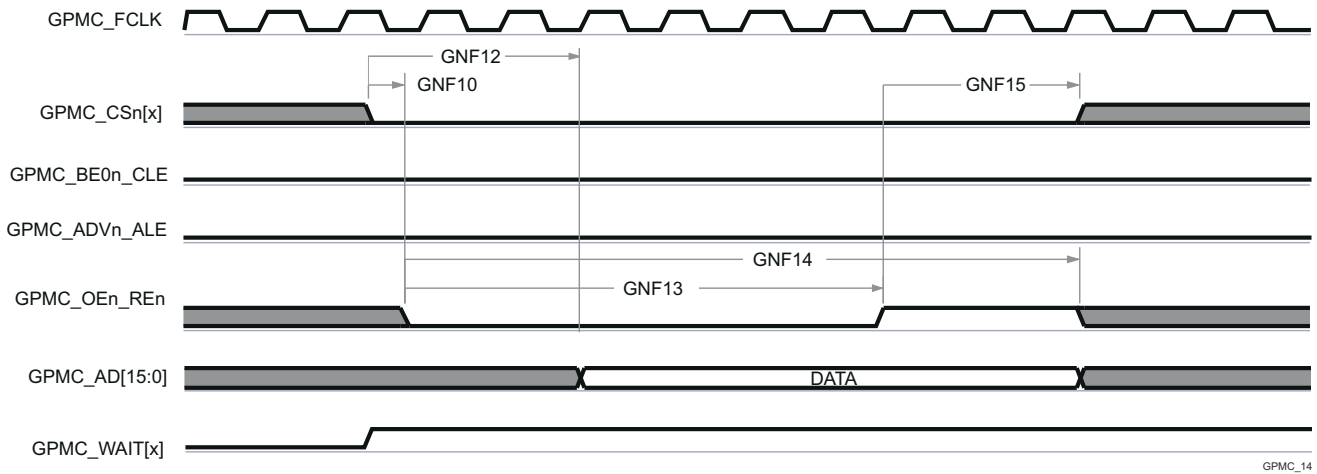 GPMC_FCLK
GNF12
GNF10
GNF15
GPMC_CSn[x]
GPMC_BE0n_CLE
GPMC_ADVn_ALE
GNF14
GNF13
GPMC_OEn_REn
GPMC_AD[15:0]
DATA
GPMC_WAIT[x]
GPMC_14